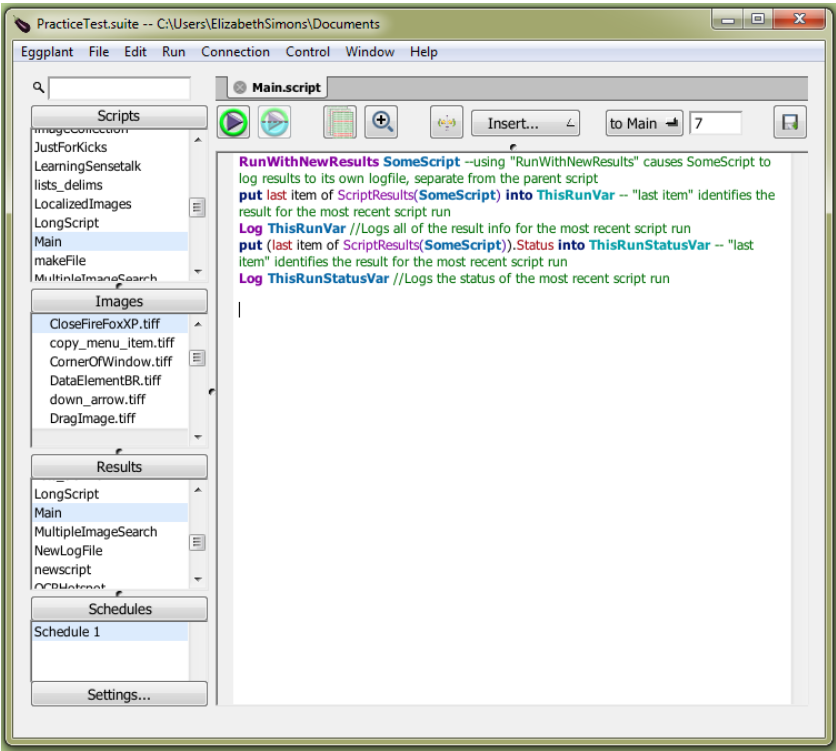 PracticeTest.suite -- C:\Users\ElizabethSimons\Documents
Eggplant File Edit Run Connection Control Window Help
Main.script
Scripts
Insert...
to Main
7
ImageCollection
JustForKicks
LearningSensetalk
lists_delims
LocalizedImages
LongScript
Main
makeFile
MultipleImageSearch
Images
CloseFireFoxXP.tiff
copy_menu_item.tiff
CornerOfWindow.tiff
DataElementBR.tiff
down_arrow.tiff
DragImage.tiff
Results
LongScript
Main
MultipleImageSearch
NewLogFile
newscript
OCRHotspot
Schedules
Schedule 1
Settings...
RunWithNewResults SomeScript --using "RunWithNewResults" causes SomeScript to
log results to its own logfile, separate from the parent script
put last item of ScriptResults(SomeScript) into ThisRunVar -- "last item" identifies the
result for the most recent script run
Log ThisRunVar //Logs all of the result info for the most recent script run
put (last item of ScriptResults(SomeScript)).Status into ThisRunStatusVar -- "last
item" identifies the result for the most recent script run
Log ThisRunStatusVar //Logs the status of the most recent script run